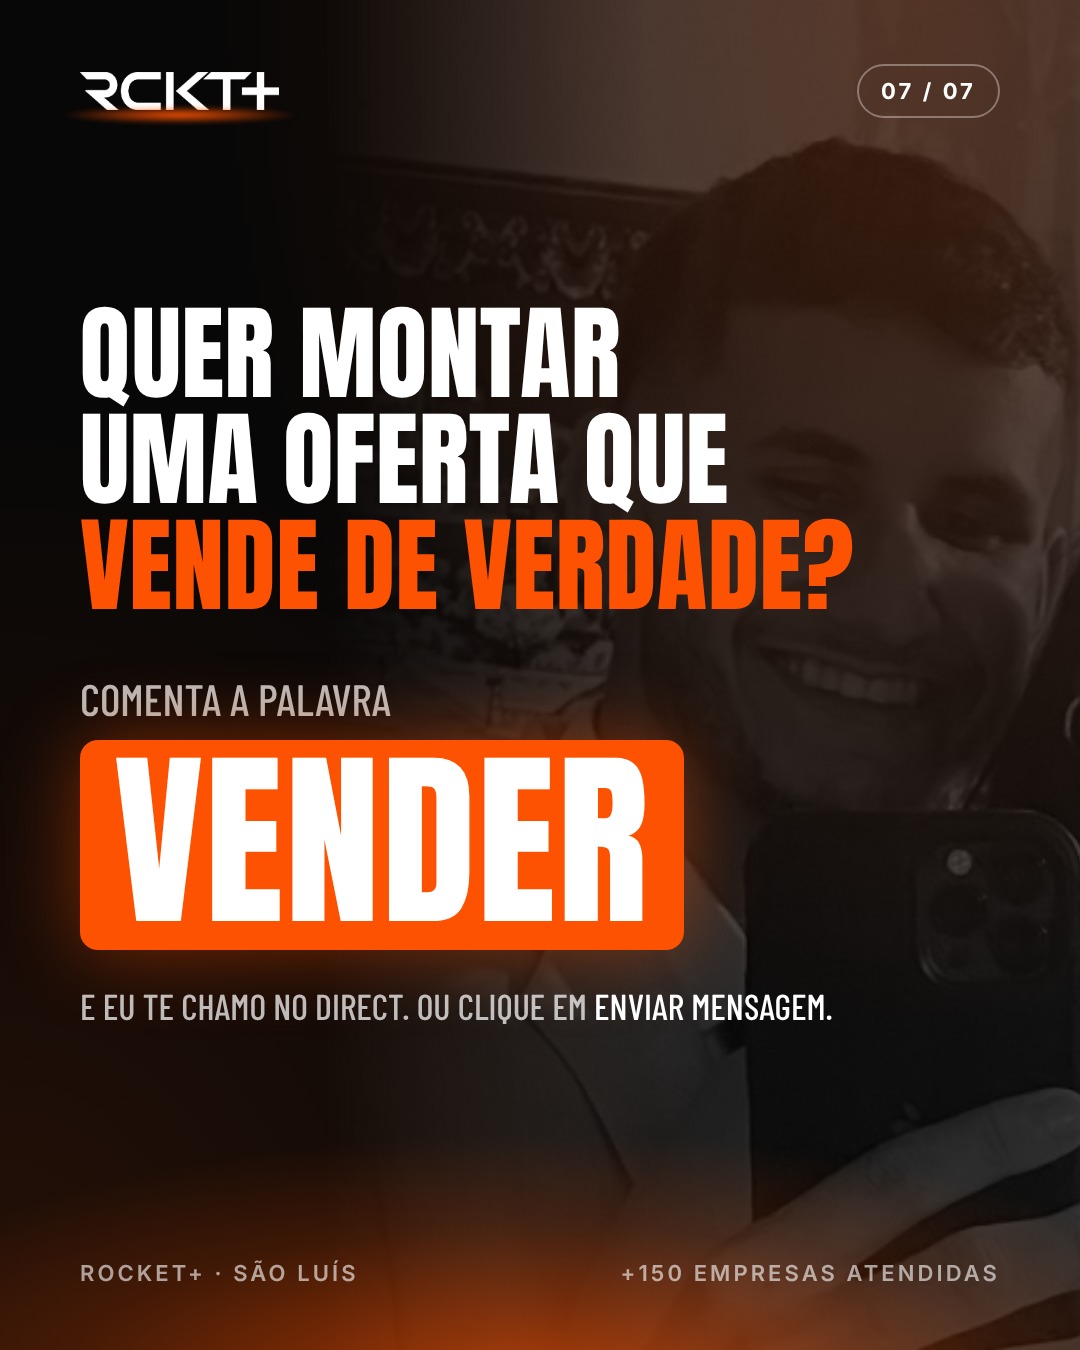 RCKT+
07 / 07
QUER MONTAR
UMA OFERTA QUE
VENDE DE VERDADE?
COMENTA A PALAVRA
VENDER
E EU TE CHAMO NO DIRECT. OU CLIQUE EM ENVIAR MENSAGEM.
ROCKET+ · SÃO LUÍS
+150 EMPRESAS ATENDIDAS